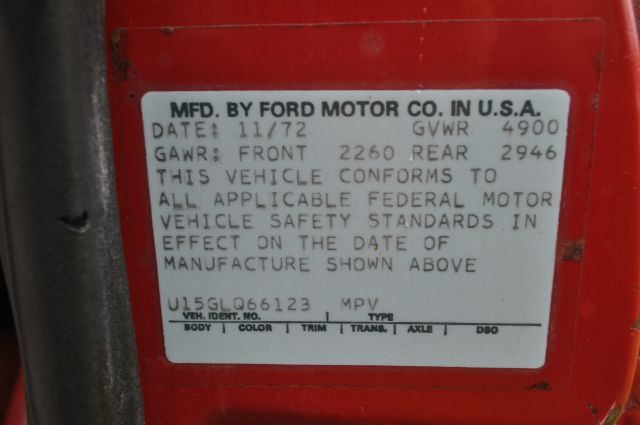 MFD. BY FORD MOTOR CO. IN U.S.A.
DATE: 11/72 GVWR 4900
GAWR: FRONT 2260 REAR 2946
THIS VEHICLE CONFORMS TO
ALL APPLICABLE FEDERAL MOTOR
VEHICLE SAFETY STANDARDS IN
EFFECT ON THE DATE OF
MANUFACTURE SHOWN ABOVE
U15GLQ66123 MPV
VEH. IDENT. NO. TYPE
BODY COLOR TRIM TRANS. AXLE DSO